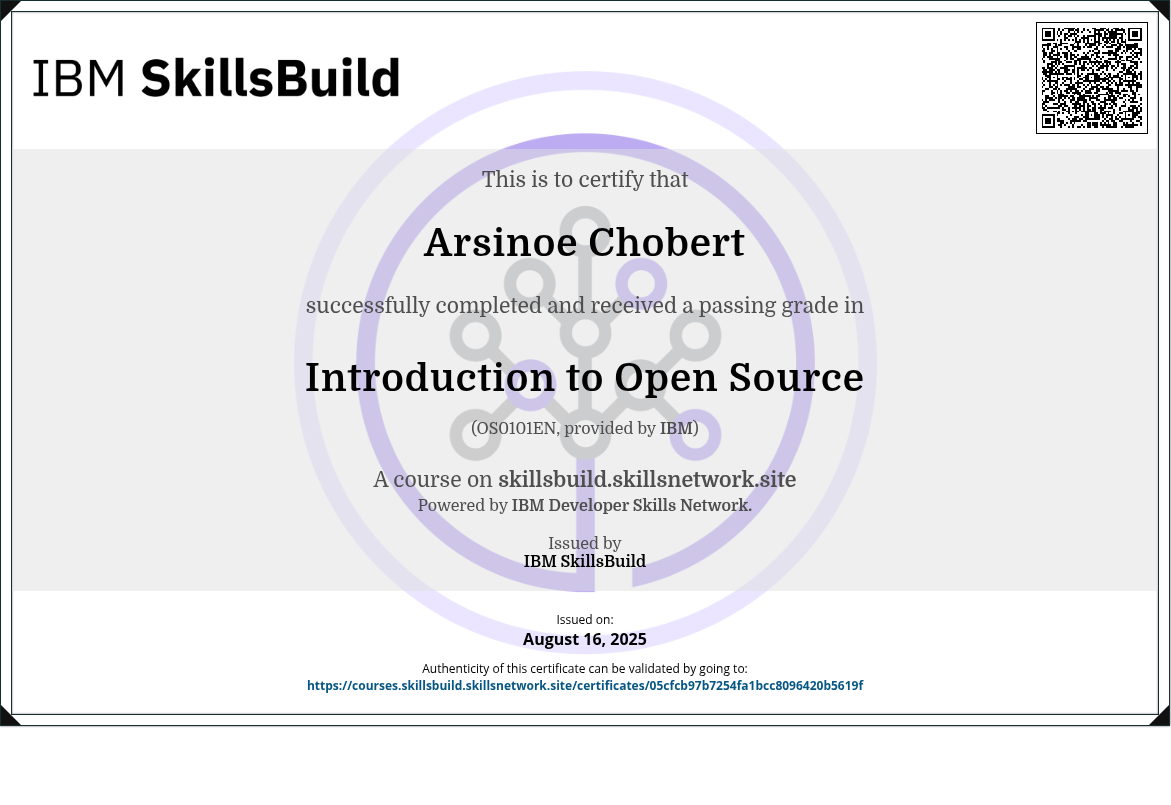 IBM SkillsBuild
This is to certify that
Arsinoe Chobert
successfully completed and received a passing grade in
Introduction to Open Source
(OS0101EN, provided by IBM)
A course on skillsbuild.skillsnetwork.site
Powered by IBM Developer Skills Network.
Issued by
IBM SkillsBuild
Issued on:
August 16, 2025
Authenticity of this certificate can be validated by going to:
https://courses.skillsbuild.skillsnetwork.site/certificates/05cfcb97b7254fa1bcc8096420b5619f